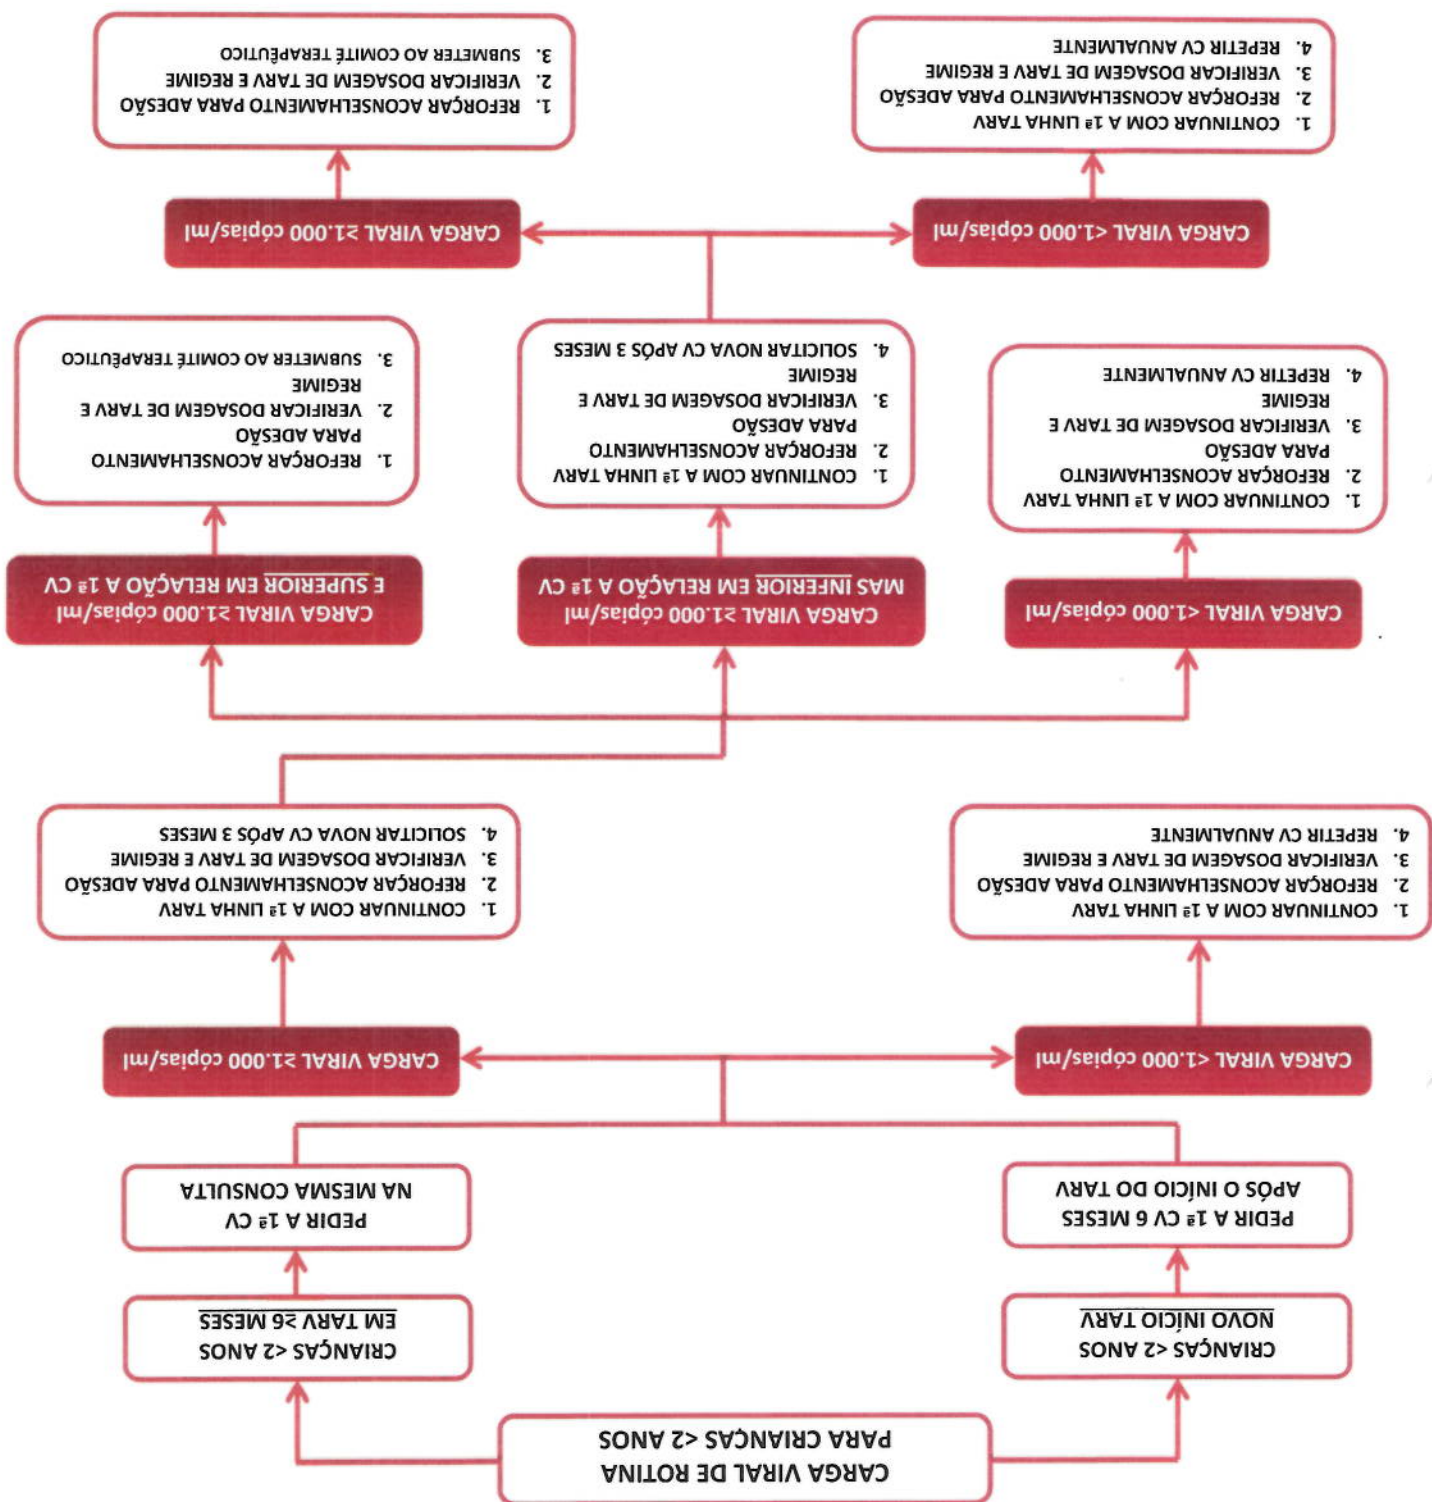 CARGA VIRAL DE ROTINA
PARA CRIANÇAS <2 ANOS
CRIANÇAS <2 ANOS
NOVO INÍCIO TARV
CRIANÇAS <2 ANOS
EM TARV ≥6 MESES
PEDIR A 1ª CV 6 MESES
APÓS O INÍCIO DO TARV
PEDIR A 1ª CV
NA MESMA CONSULTA
CARGA VIRAL <1.000 cópias/ml
CARGA VIRAL ≥1.000 cópias/ml
1. CONTINUAR COM A 1ª LINHA TARV
2. REFORÇAR ACONSELHAMENTO PARA ADESÃO
3. VERIFICAR DOSAGEM DE TARV E REGIME
4. REPETIR CV ANUALMENTE
1. CONTINUAR COM A 1ª LINHA TARV
2. REFORÇAR ACONSELHAMENTO PARA ADESÃO
3. VERIFICAR DOSAGEM DE TARV E REGIME
4. SOLICITAR NOVA CV APÓS 3 MESES
CARGA VIRAL <1.000 cópias/ml
CARGA VIRAL ≥1.000 cópias/ml
MAS INFERIOR EM RELAÇÃO A 1ª CV
CARGA VIRAL ≥1.000 cópias/ml
E SUPERIOR EM RELAÇÃO A 1ª CV
1. CONTINUAR COM A 1ª LINHA TARV
2. REFORÇAR ACONSELHAMENTO
PARA ADESÃO
3. VERIFICAR DOSAGEM DE TARV E
REGIME
4. REPETIR CV ANUALMENTE
1. CONTINUAR COM A 1ª LINHA TARV
2. REFORÇAR ACONSELHAMENTO
PARA ADESÃO
3. VERIFICAR DOSAGEM DE TARV E
REGIME
4. SOLICITAR NOVA CV APÓS 3 MESES
1. REFORÇAR ACONSELHAMENTO
PARA ADESÃO
2. VERIFICAR DOSAGEM DE TARV E
REGIME
3. SUBMETER AO COMITÉ TERAPÊUTICO
CARGA VIRAL <1.000 cópias/ml
CARGA VIRAL ≥1.000 cópias/ml
1. CONTINUAR COM A 1ª LINHA TARV
2. REFORÇAR ACONSELHAMENTO PARA ADESÃO
3. VERIFICAR DOSAGEM DE TARV E REGIME
4. REPETIR CV ANUALMENTE
1. REFORÇAR ACONSELHAMENTO PARA ADESÃO
2. VERIFICAR DOSAGEM DE TARV E REGIME
3. SUBMETER AO COMITÉ TERAPÊUTICO